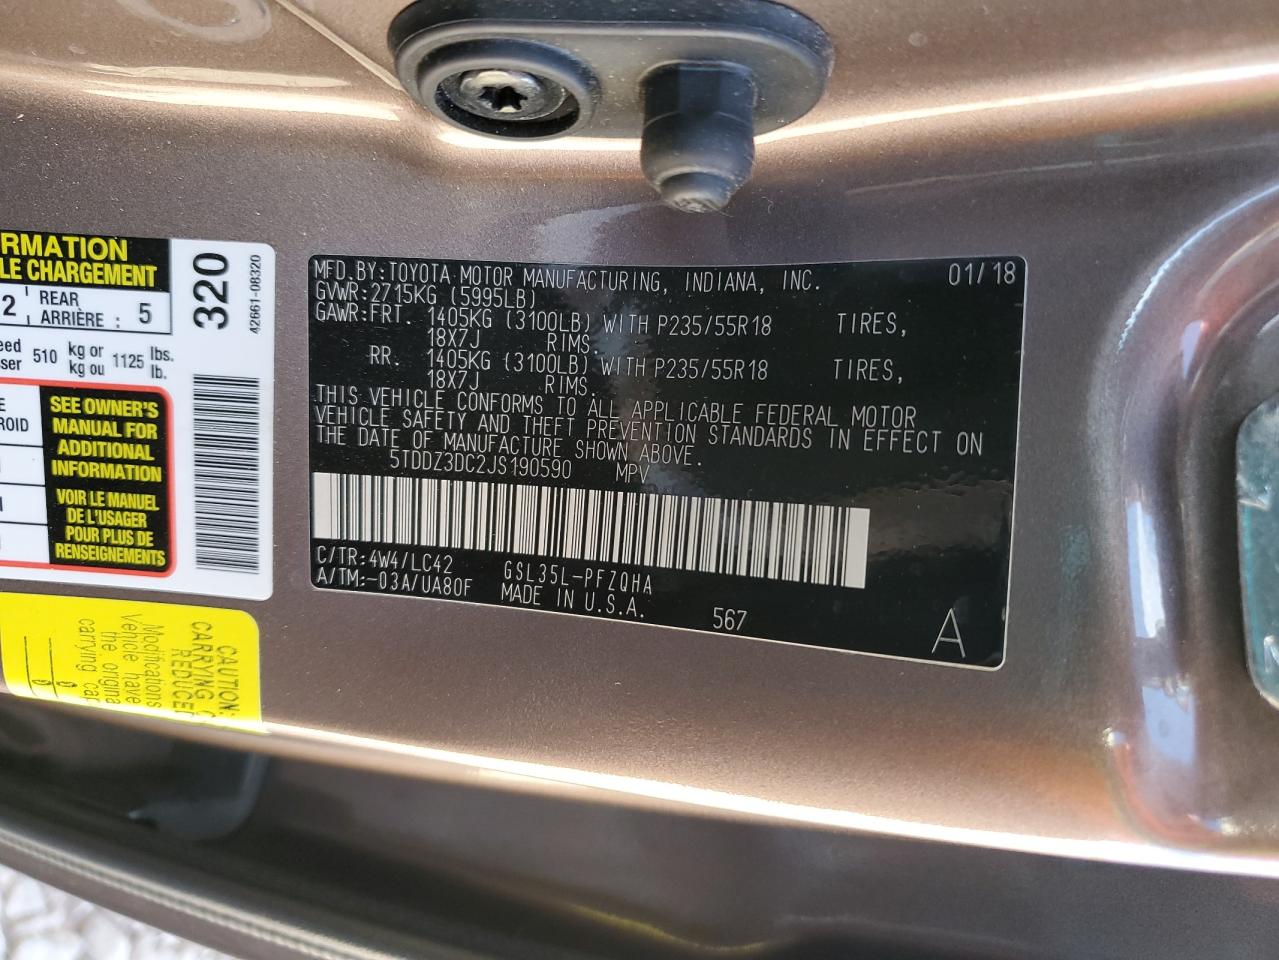 RMATION
LE CHARGEMENT
2
REAR
ARRIÈRE : 5
510 kg or 1125 lbs.
kg ou lb.
ROID
SEE OWNER'S
MANUAL FOR
ADDITIONAL
INFORMATION
VOIR LE MANUEL
DE L'USAGER
POUR PLUS DE
RENSEIGNEMENTS
320
42661-08320
CAUTION:
CARRYING
REDUCED
Modifications
vehicle have
the origina
carrying cap
0
0
MFD.BY:TOYOTA MOTOR MANUFACTURING, INDIANA, INC. 01/18
GVWR:2715KG (5995LB)
GAWR:FRT. 1405KG (3100LB) WITH P235/55R18 TIRES,
18X7J RIMS.
RR. 1405KG (3100LB) WITH P235/55R18 TIRES,
18X7J RIMS.
THIS VEHICLE CONFORMS TO ALL APPLICABLE FEDERAL MOTOR
VEHICLE SAFETY AND THEFT PREVENTION STANDARDS IN EFFECT ON
THE DATE OF MANUFACTURE SHOWN ABOVE.
5TDDZ3DC2JS190590 MPV
C/TR:4W4/LC42 GSL35L-PFZQHA
A/TM:-03A/UA80F MADE IN U.S.A. 567
A